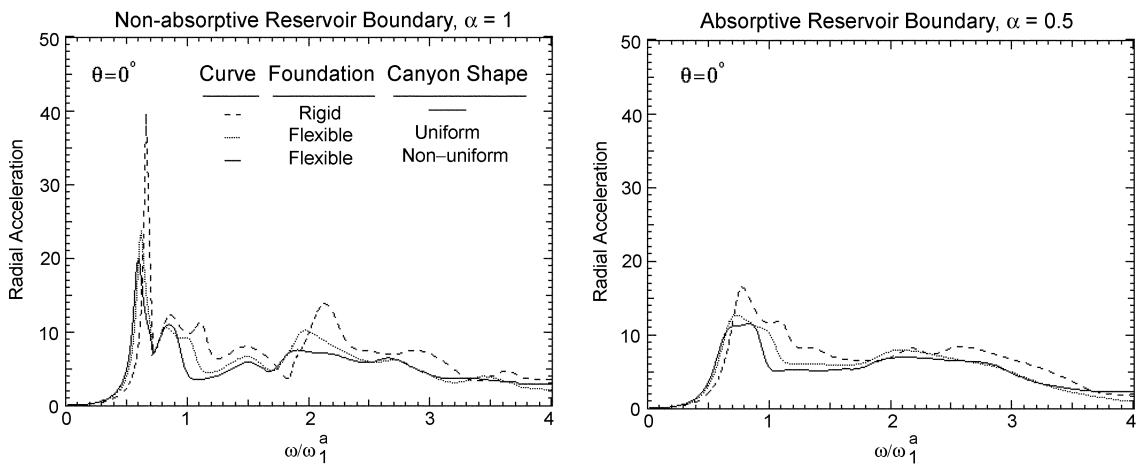 Non-absorptive Reservoir Boundary, α = 1
50
40
30
20
10
0
Radial Acceleration
θ=0°
Curve Foundation Canyon Shape
-- Rigid ——
...... Flexible Uniform
— Flexible Non-uniform
0 1 2 3 4
ω/ω₁ᵃ
Absorptive Reservoir Boundary, α = 0.5
50
40
30
20
10
0
Radial Acceleration
θ=0°
0 1 2 3 4
ω/ω₁ᵃ